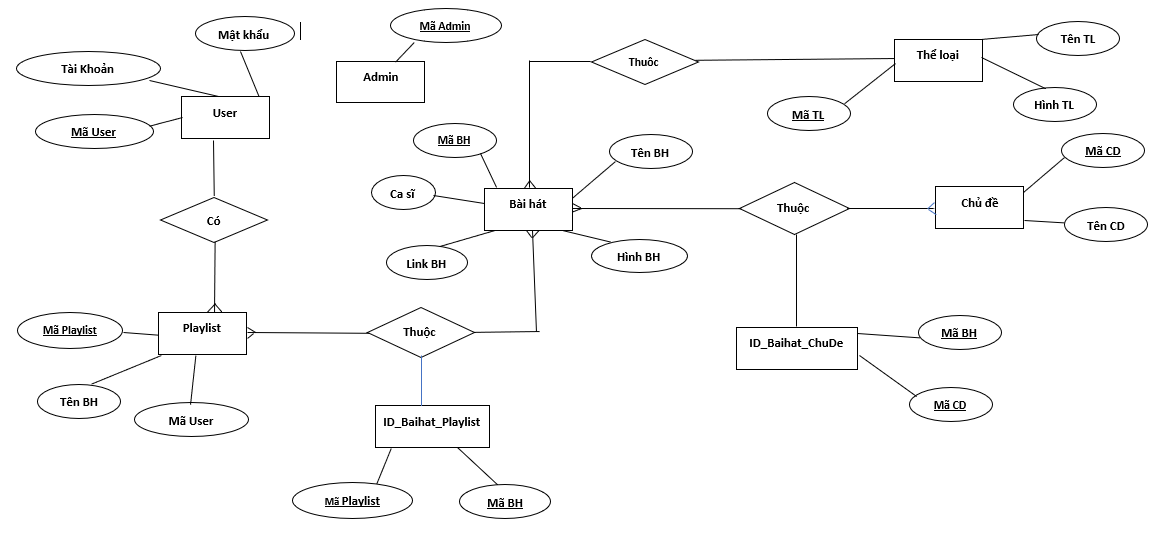 Mật khẩu
Mã Admin
Tài Khoản
Admin
User
Mã User
Thuôc
Thể loại
Tên TL
Mã TL
Hình TL
Mã BH
Tên BH
Mã CD
Ca sĩ
Bài hát
Thuộc
Chủ đề
Tên CD
Có
Link BH
Hình BH
Mã Playlist
Playlist
Thuộc
ID_Baihat_ChuDe
Mã BH
Tên BH
Mã User
ID_Baihat_Playlist
Mã CD
Mã Playlist
Mã BH